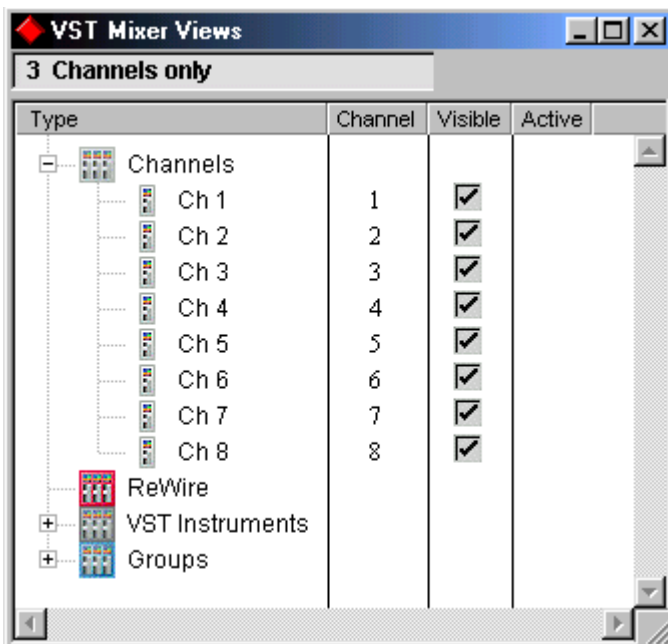 VST Mixer Views
3 Channels only
Type Channel Visible Active
Channels
Ch 1 1
Ch 2 2
Ch 3 3
Ch 4 4
Ch 5 5
Ch 6 6
Ch 7 7
Ch 8 8
ReWire
VST Instruments
Groups